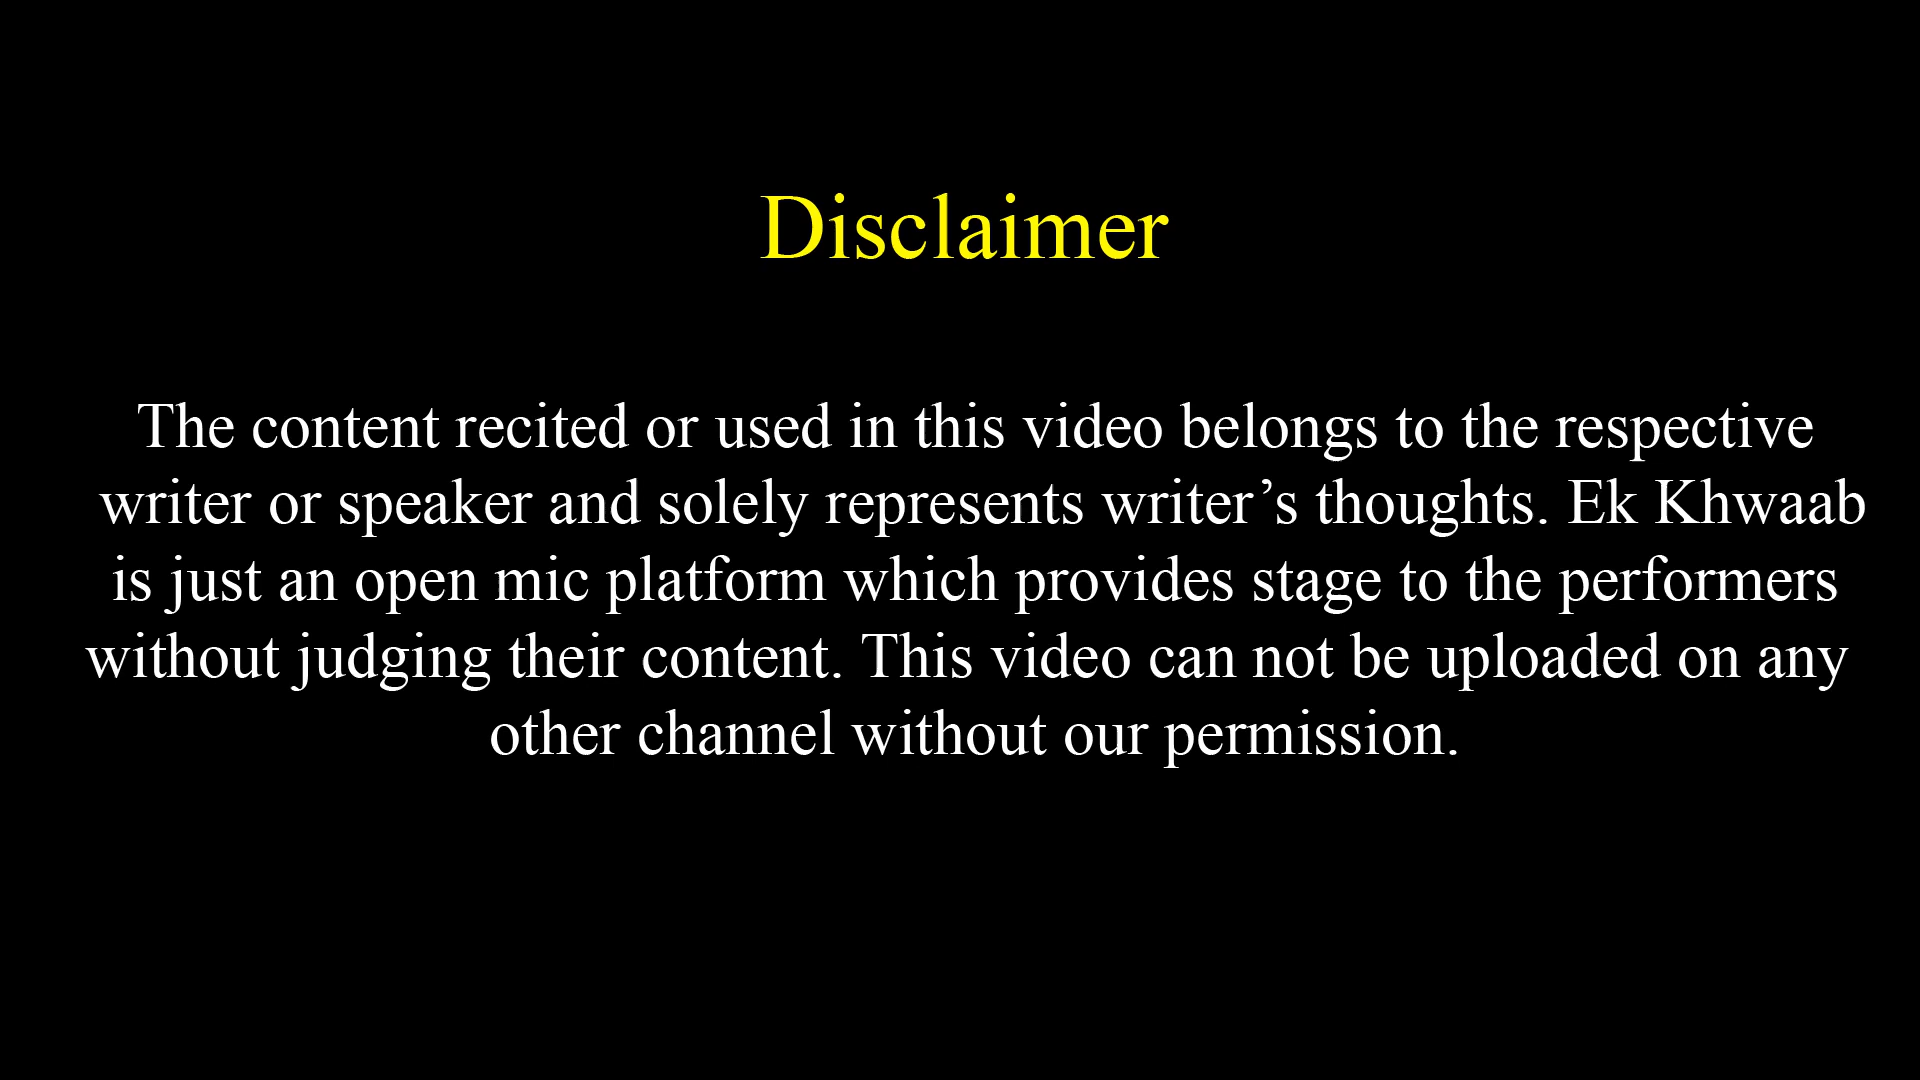 Disclaimer
The content recited or used in this video belongs to the respective
writer or speaker and solely represents writer’s thoughts. Ek Khwaab
is just an open mic platform which provides stage to the performers
without judging their content. This video can not be uploaded on any
other channel without our permission.